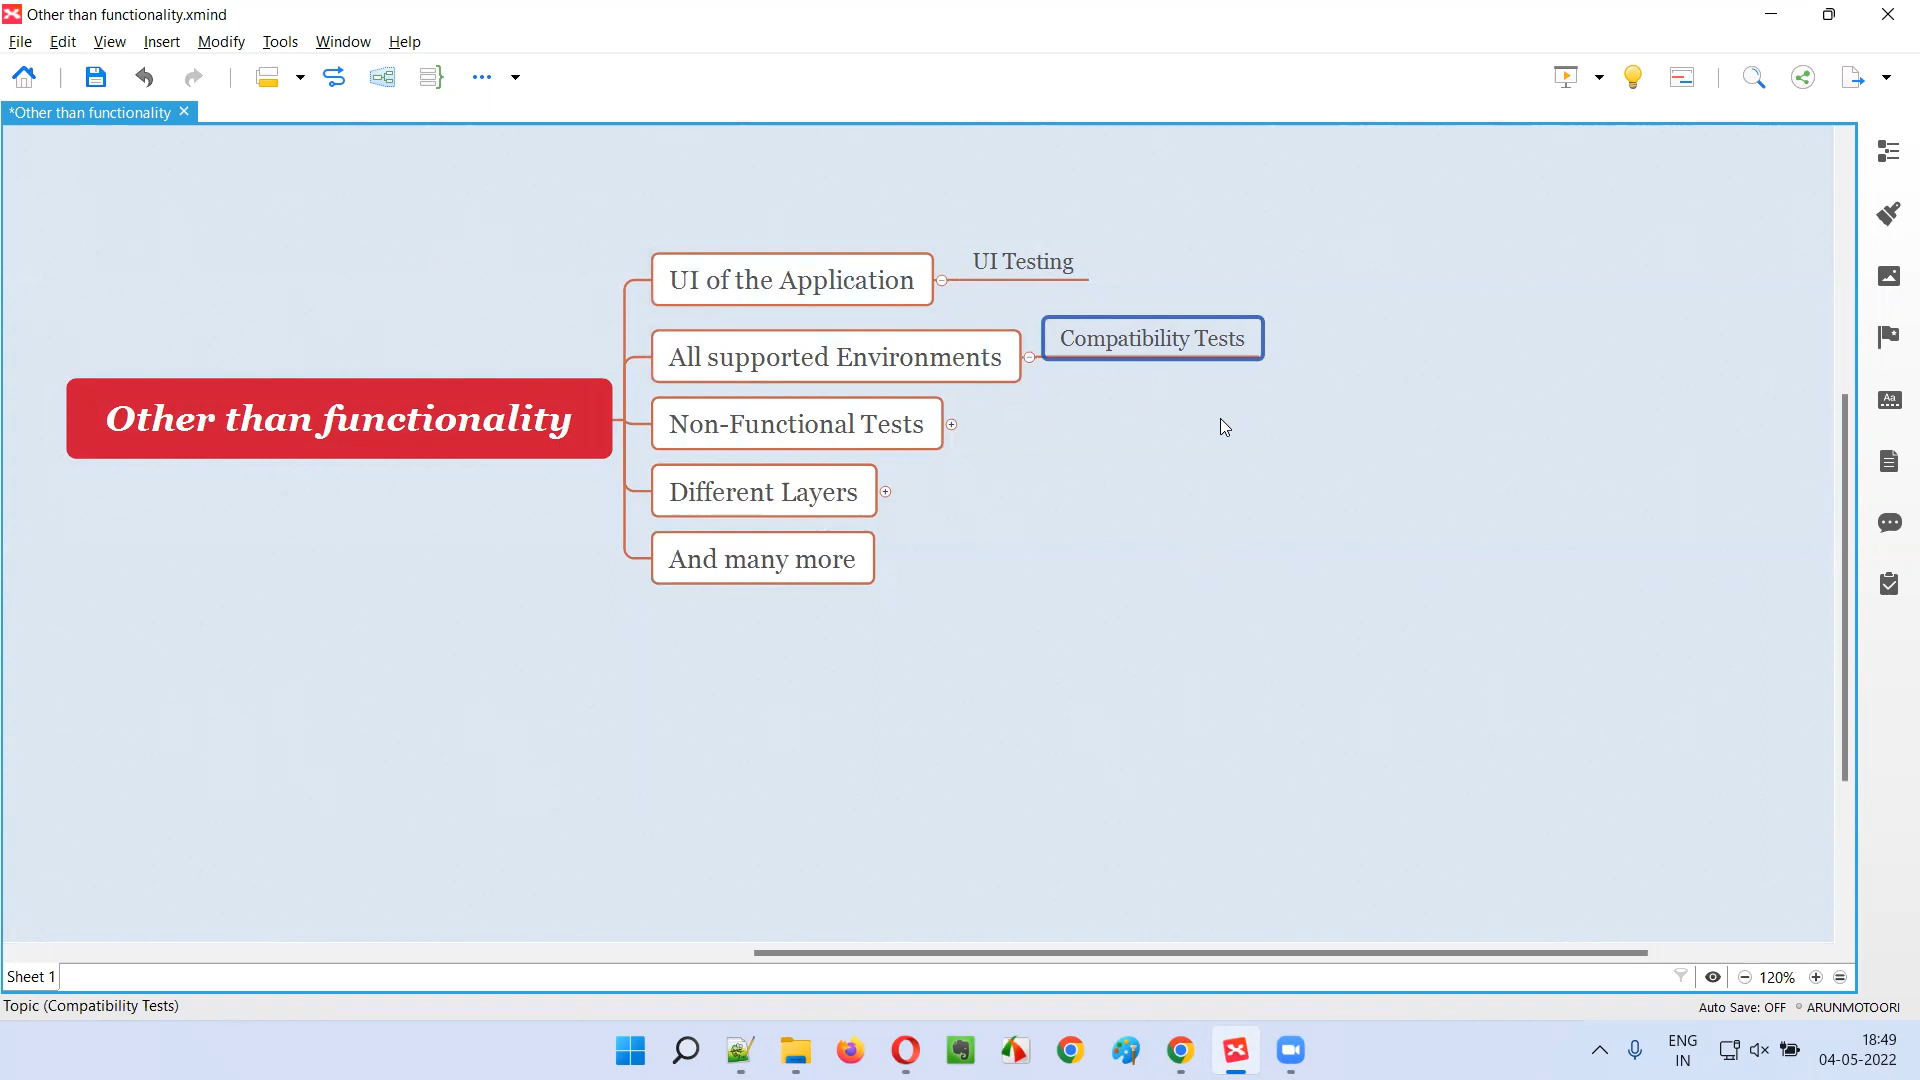 Other than functionality.xmind
File Edit View Insert Modify Tools Window Help
*Other than functionality
UI of the Application
UI Testing
All supported Environments
Compatibility Tests
Other than functionality
Non-Functional Tests
Different Layers
And many more
Aa
Sheet 1
120%
Topic (Compatibility Tests)
Auto Save: OFF
ARUNMOTOORI
ENG
IN
18:49
04-05-2022